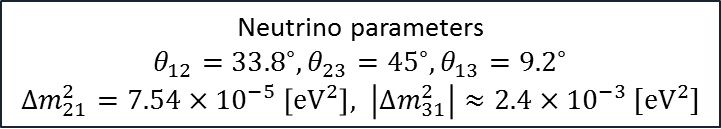 Neutrino parameters
θ₁₂ = 33.8°, θ₂₃ = 45°, θ₁₃ = 9.2°
Δm²₂₁ = 7.54 × 10⁻⁵ [eV²], |Δm²₃₁| ≈ 2.4 × 10⁻³ [eV²]